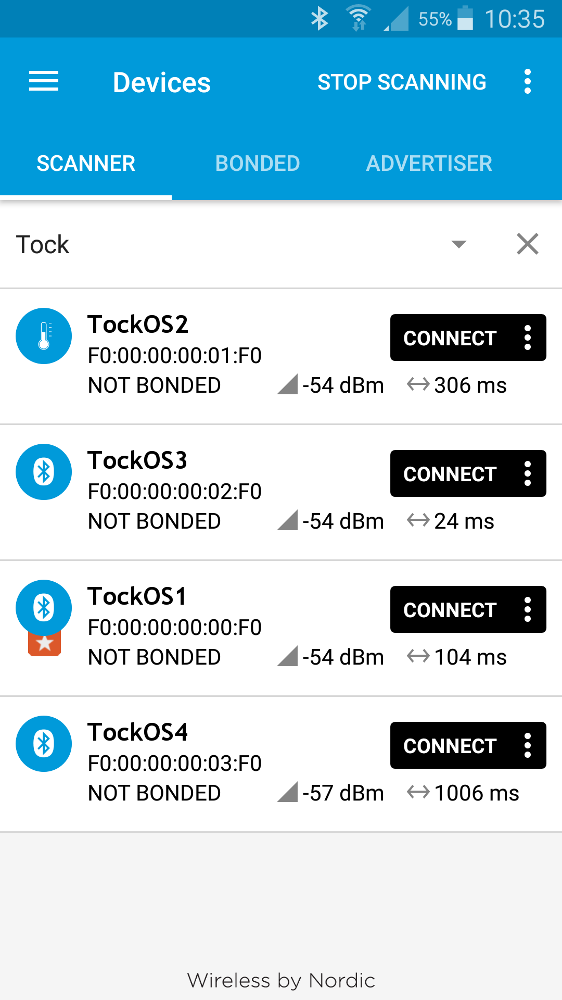 55% 10:35
Devices STOP SCANNING
SCANNER BONDED ADVERTISER
Tock
TockOS2
CONNECT
F0:00:00:00:01:F0
NOT BONDED -54 dBm 306 ms
TockOS3
CONNECT
F0:00:00:00:02:F0
NOT BONDED -54 dBm 24 ms
TockOS1
CONNECT
F0:00:00:00:00:F0
NOT BONDED -54 dBm 104 ms
TockOS4
CONNECT
F0:00:00:00:03:F0
NOT BONDED -57 dBm 1006 ms
Wireless by Nordic